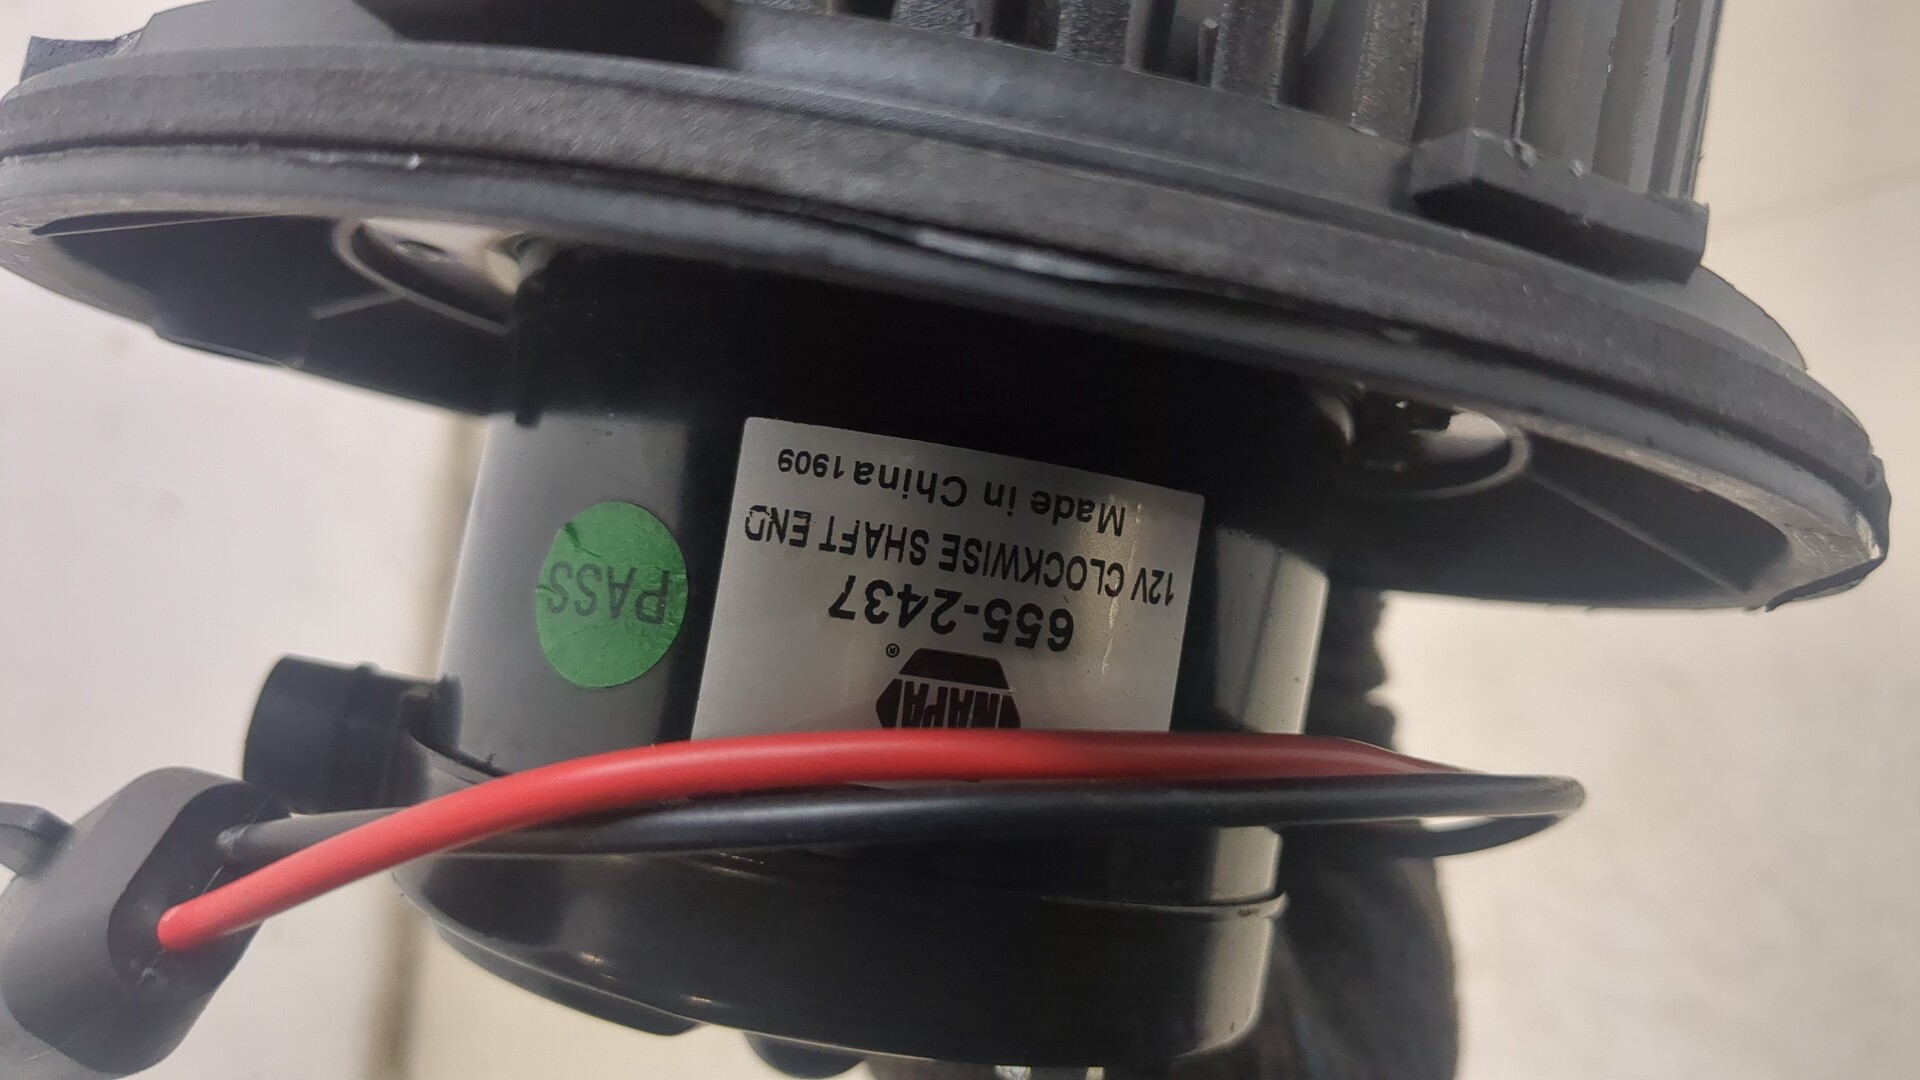 NAPA®
655-2437
12V CLOCKWISE SHAFT END
Made in China 1909
PASS